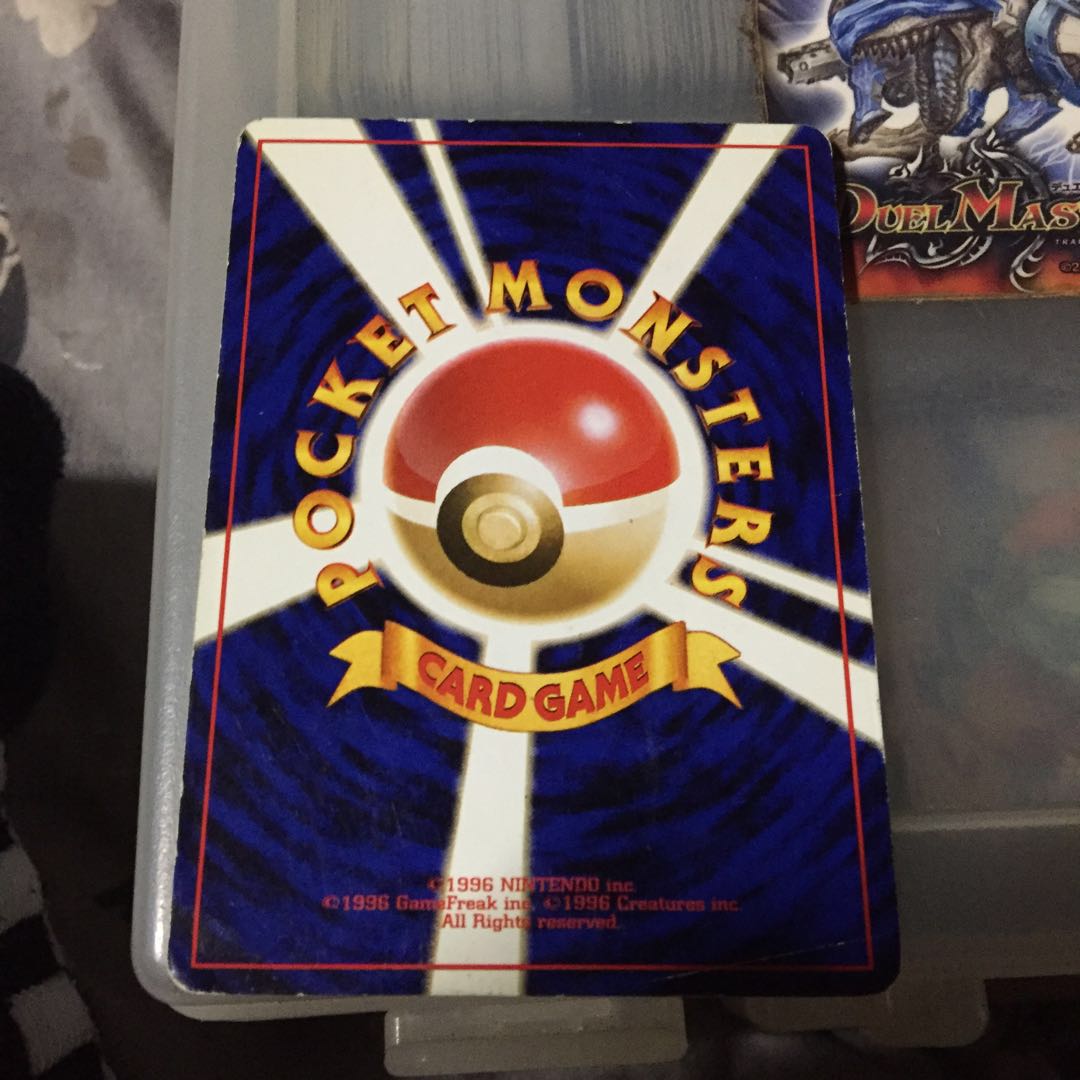 POCKET MONSTERS
CARD GAME
©1996 NINTENDO inc.
©1996 GameFreak inc. ©1996 Creatures inc.
All Rights reserved.
DUEL MAS